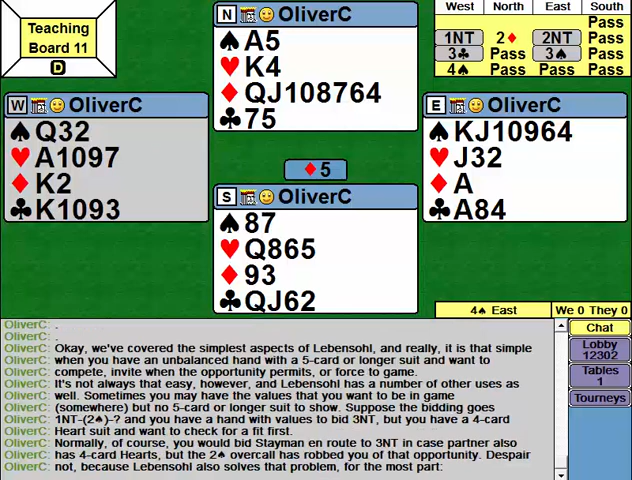 Teaching
Board 11
D
N OliverC
♠A5
♥K4
♦QJ108764
♣75
West North East South
Pass
1NT 2♦ 2NT Pass
3♣ Pass 3♠ Pass
4♠ Pass Pass Pass
W OliverC
♠Q32
♥A1097
♦K2
♣K1093
♦5
E OliverC
♠KJ10964
♥J32
♦A
♣A84
S OliverC
♠87
♥Q865
♦93
♣QJ62
4♠ East We 0 They 0
OliverC: .
OliverC: .
OliverC: Okay, we've covered the simplest aspects of Lebensohl, and really, it is that simple
OliverC: when you have an unbalanced hand with a 5-card or longer suit and want to
OliverC: compete, invite when the opportunity permits, or force to game.
OliverC: It's not always that easy, however, and Lebensohl has a number of other uses as
OliverC: well. Sometimes you may have the values that you want to be in game
OliverC: (somewhere) but no 5-card or longer suit to show. Suppose the bidding goes
OliverC: 1NT-(2♠)-? and you have a hand with values to bid 3NT, but you have a 4-card
OliverC: Heart suit and want to check for a fit first.
OliverC: Normally, of course, you would bid Stayman en route to 3NT in case partner also
OliverC: has 4-card Hearts, but the 2♠ overcall has robbed you of that opportunity. Despair
OliverC: not, because Lebensohl also solves that problem, for the most part:
Chat
Lobby
12302
Tables
1
Tourneys